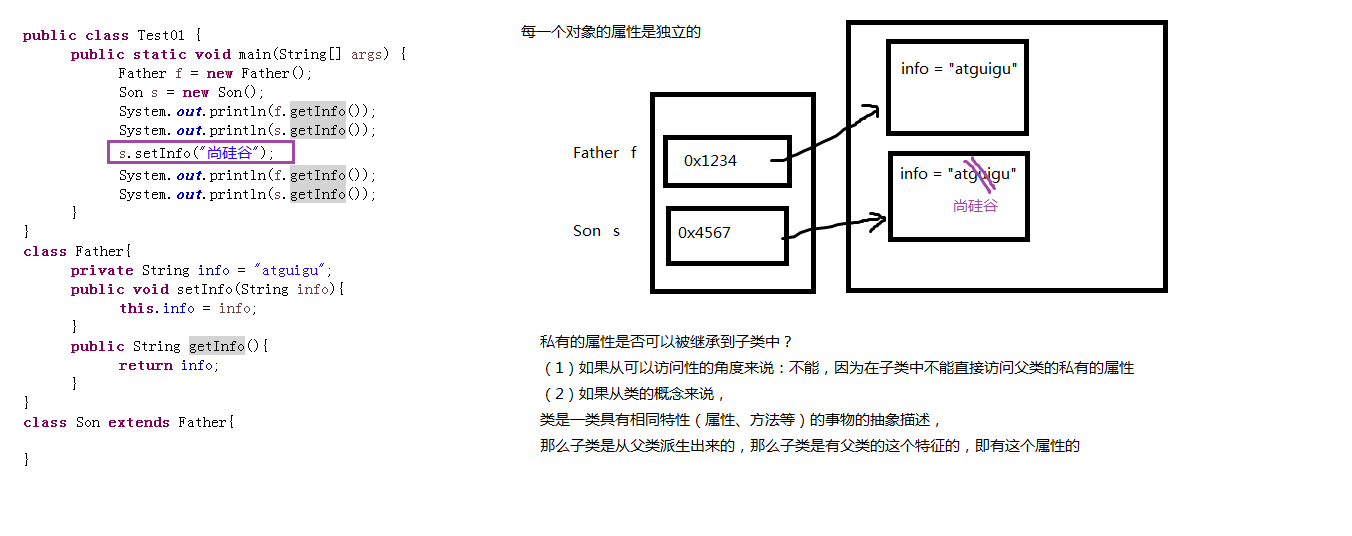 public class Test01 {
public static void main(String[] args) {
Father f = new Father();
Son s = new Son();
System.out.println(f.getInfo());
System.out.println(s.getInfo());
s.setInfo("尚硅谷");
System.out.println(f.getInfo());
System.out.println(s.getInfo());
}
}
class Father{
private String info = "atguigu";
public void setInfo(String info){
this.info = info;
}
public String getInfo(){
return info;
}
}
class Son extends Father{
}
每一个对象的属性是独立的
info = "atguigu"
Father f
0x1234
info = "atguigu"
尚硅谷
Son s
0x4567
私有的属性是否可以被继承到子类中？
（1）如果从可以访问性的角度来说：不能，因为在子类中不能直接访问父类的私有的属性
（2）如果从类的概念来说，
类是一类具有相同特性（属性、方法等）的事物的抽象描述，
那么子类是从父类派生出来的，那么子类是有父类的这个特征的，即有这个属性的